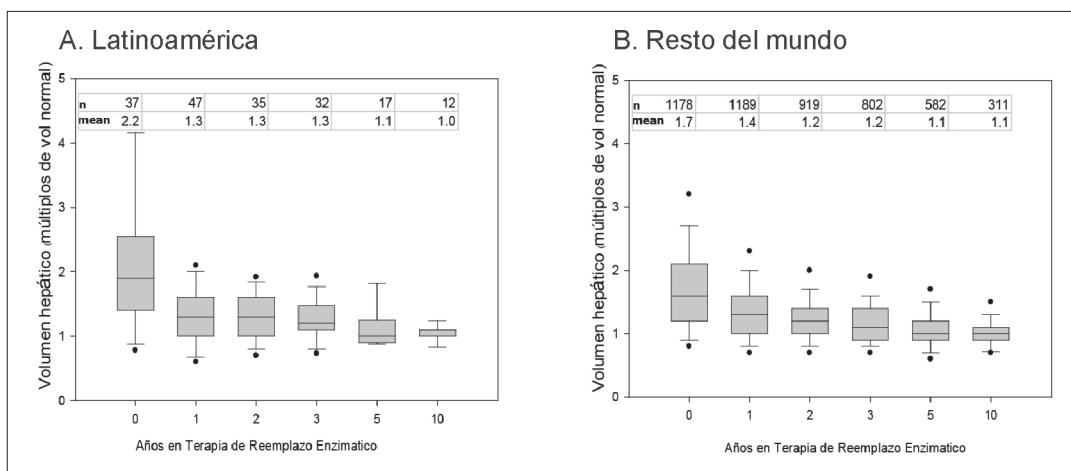 A. Latinoamérica
Volumen hepático (múltiplos de vol normal)
5
4
3
2
1
0
n 37 47 35 32 17 12
mean 2.2 1.3 1.3 1.3 1.1 1.0
0 1 2 3 5 10
Años en Terapia de Reemplazo Enzimatico
B. Resto del mundo
Volumen hepático (múltiplos de vol normal)
5
4
3
2
1
0
n 1178 1189 919 802 582 311
mean 1.7 1.4 1.2 1.2 1.1 1.1
0 1 2 3 5 10
Años en Terapia de Reemplazo Enzimatico